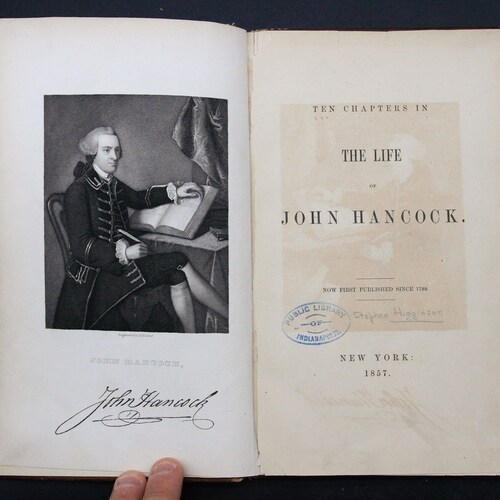 JOHN HANCOCK.
John Hancock
TEN CHAPTERS IN
THE LIFE
OF
JOHN HANCOCK.
NOW FIRST PUBLISHED SINCE 1789
PUBLIC LIBRARY
OF
INDIANAPOLIS.
Stephen Higginson
NEW YORK:
1857.